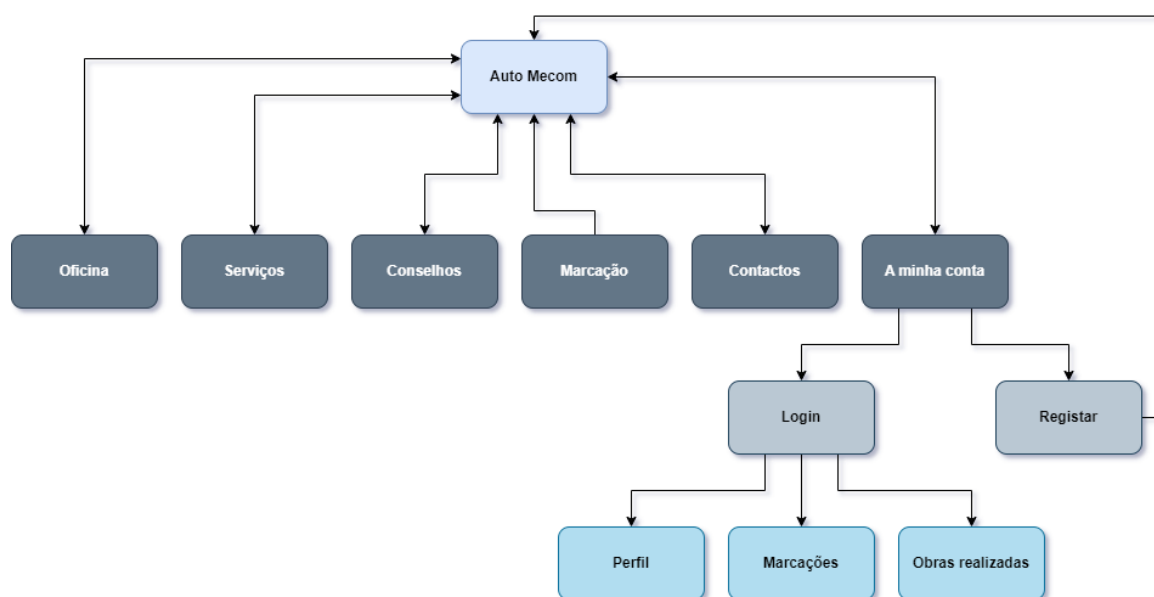 Auto Mecom
Oficina
Serviços
Conselhos
Marcação
Contactos
A minha conta
Login
Registar
Perfil
Marcações
Obras realizadas